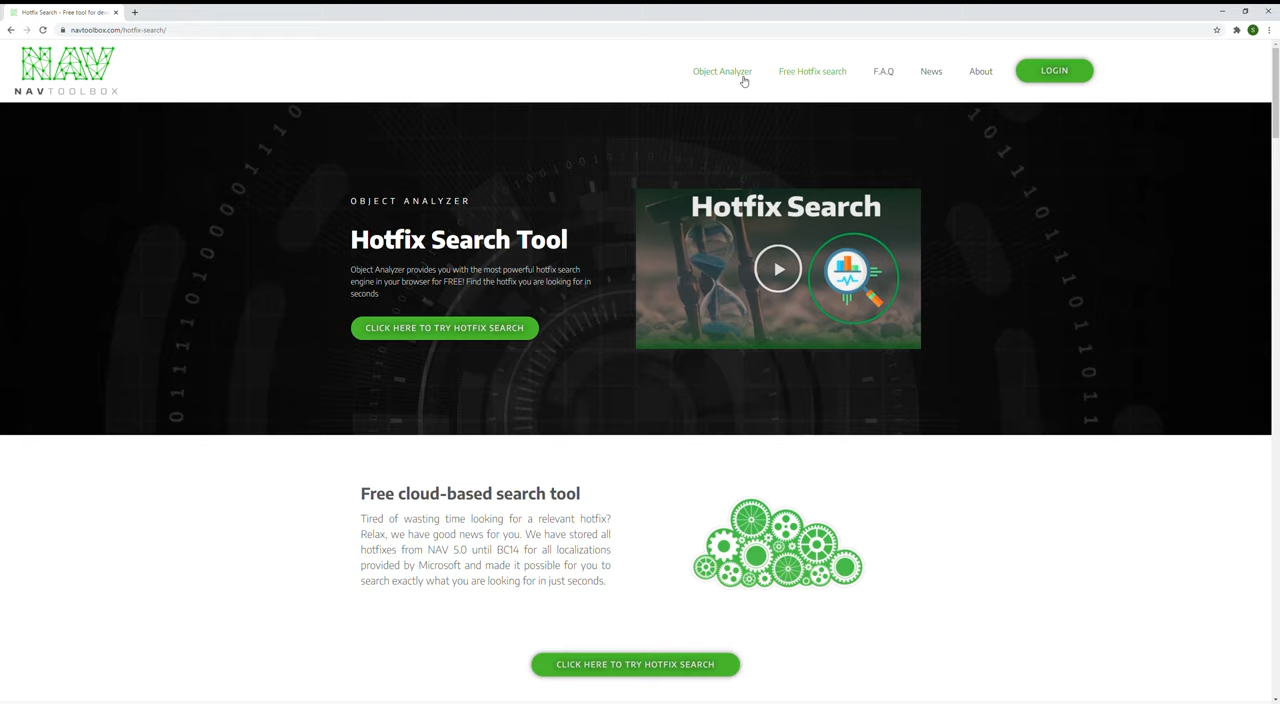 Hotfix Search - Free tool for dev
navtoolbox.com/hotfix-search/
S
NAV
NAVTOOLBOX
Object Analyzer
Free Hotfix search
F.A.Q
News
About
LOGIN
OBJECT ANALYZER
Hotfix Search Tool
Object Analyzer provides you with the most powerful hotfix search
engine in your browser for FREE! Find the hotfix you are looking for in
seconds
CLICK HERE TO TRY HOTFIX SEARCH
Hotfix Search
Free cloud-based search tool
Tired of wasting time looking for a relevant hotfix?
Relax, we have good news for you. We have stored all
hotfixes from NAV 5.0 until BC14 for all localizations
provided by Microsoft and made it possible for you to
search exactly what you are looking for in just seconds.
CLICK HERE TO TRY HOTFIX SEARCH